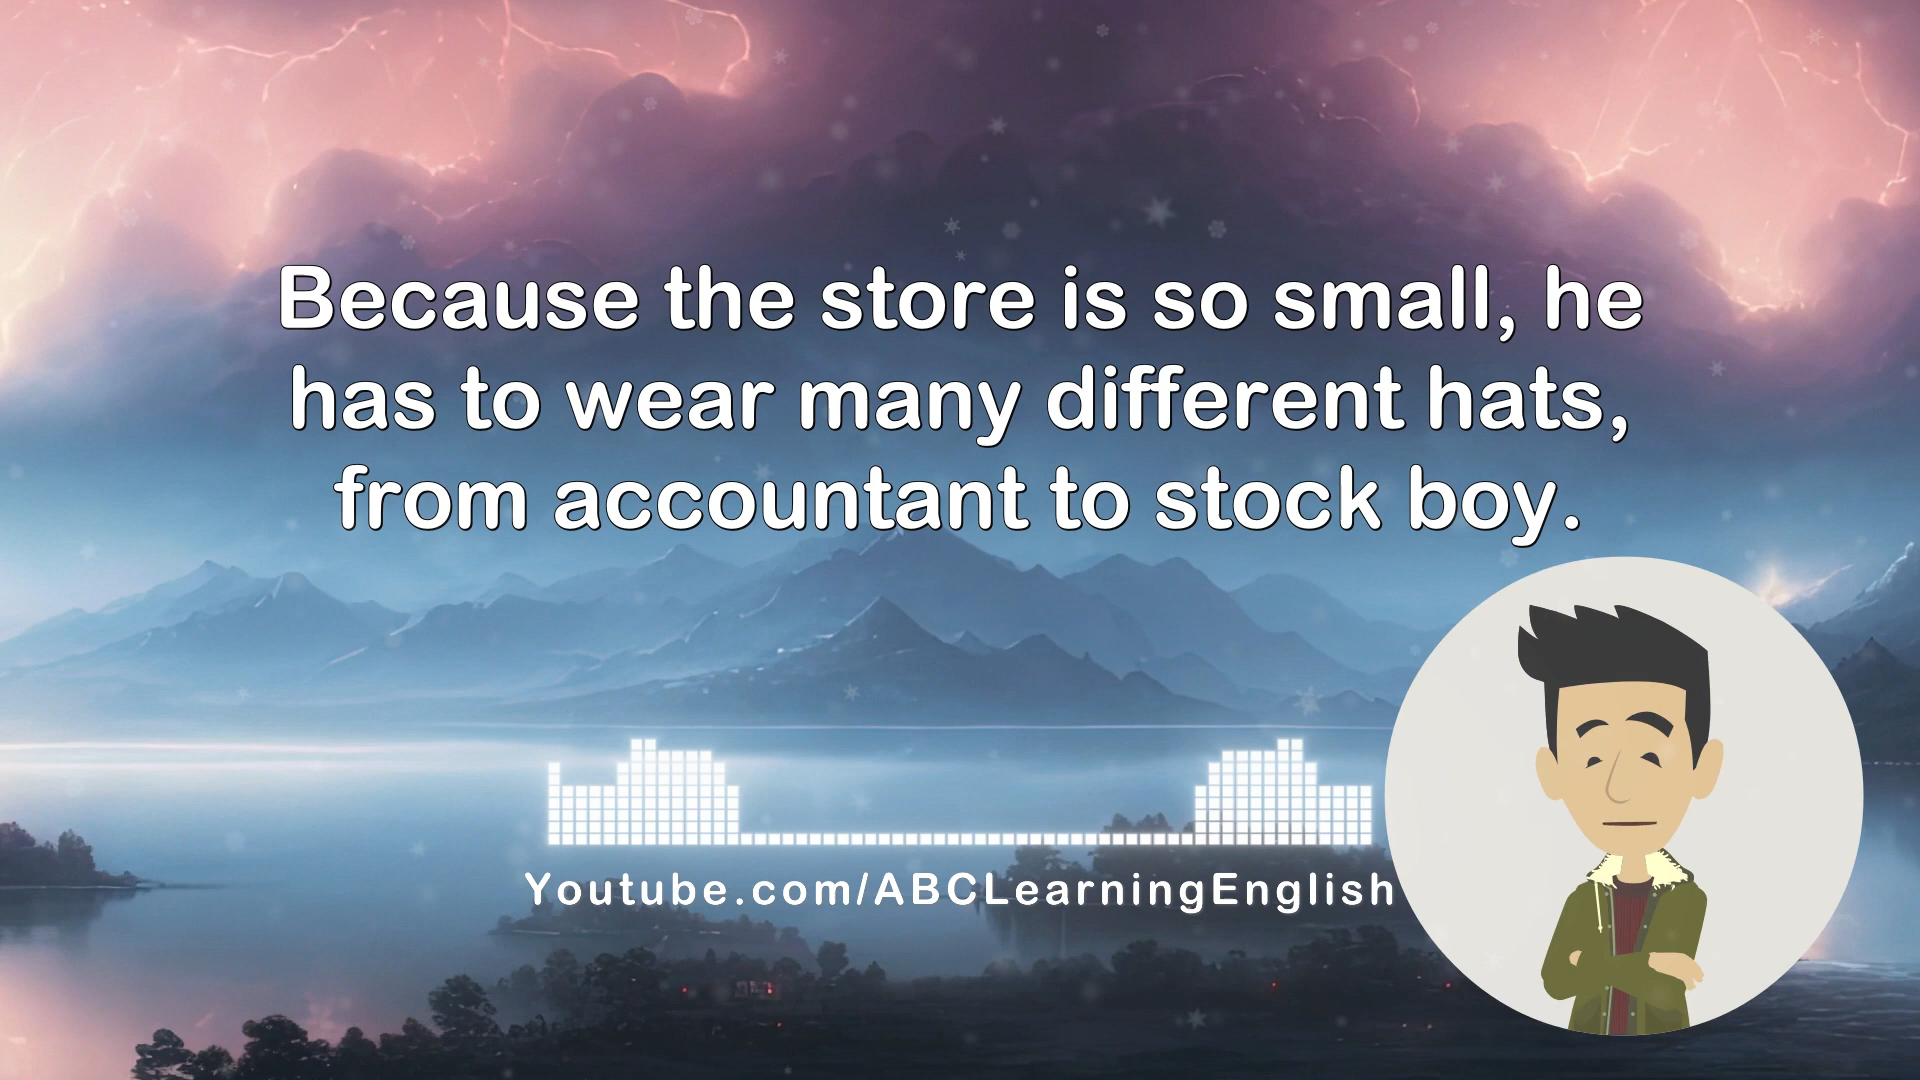 Because the store is so small, he
has to wear many different hats,
from accountant to stock boy.
Youtube.com/ABCLearningEnglish